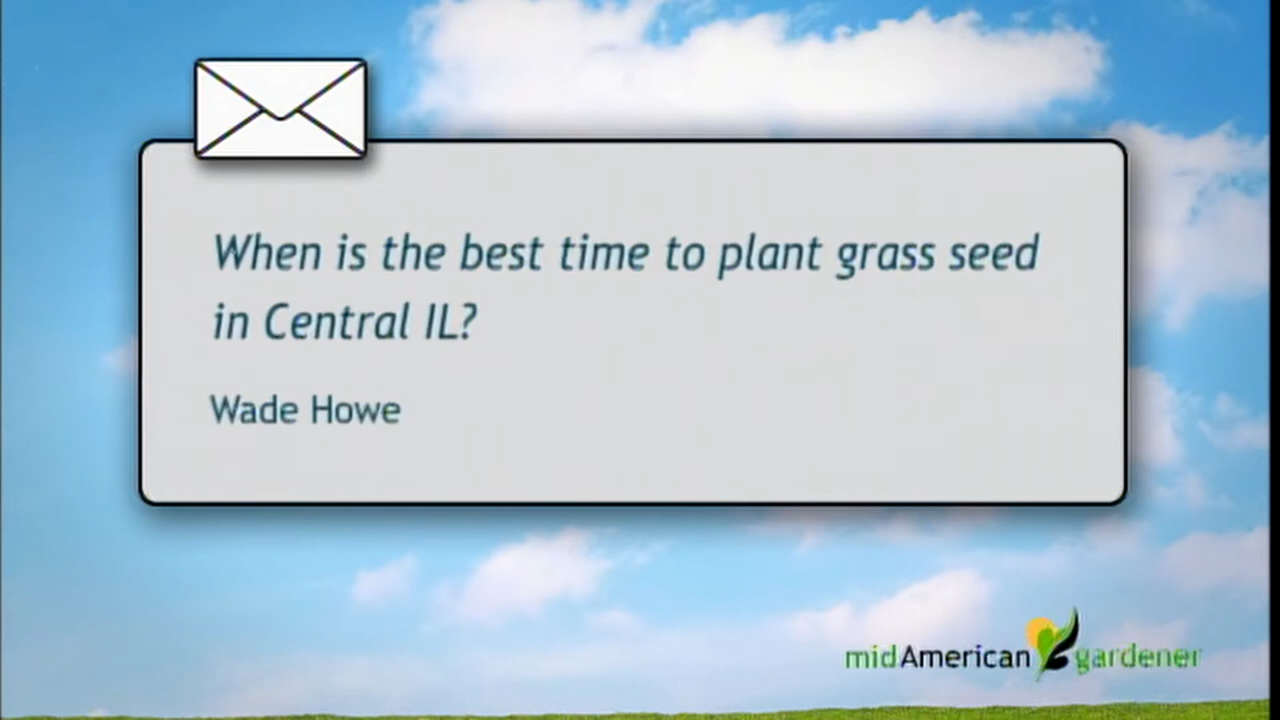 When is the best time to plant grass seed
in Central IL?
Wade Howe
midAmerican gardener